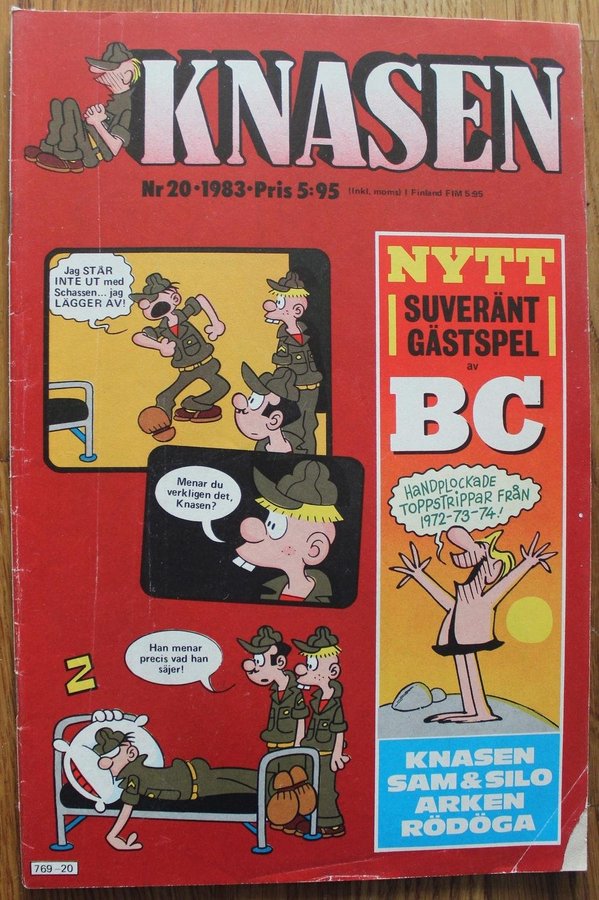 KNASEN
Nr 20•1983•Pris 5:95 (Inkl. moms) I Finland FIM 5:95
Jag STÅR
INTE UT med
Schassen... jag
LÄGGER AV!
Menar du
verkligen det,
Knasen?
Han menar
precis vad han
säjer!
Z
NYTT
SUVERÄNT
GÄSTSPEL
av
BC
HANDPLOCKADE
TOPPSTRIPPAR FRÅN
1972-73-74!
KNASEN
SAM & SILO
ARKEN
RÖDÖGA
769-20